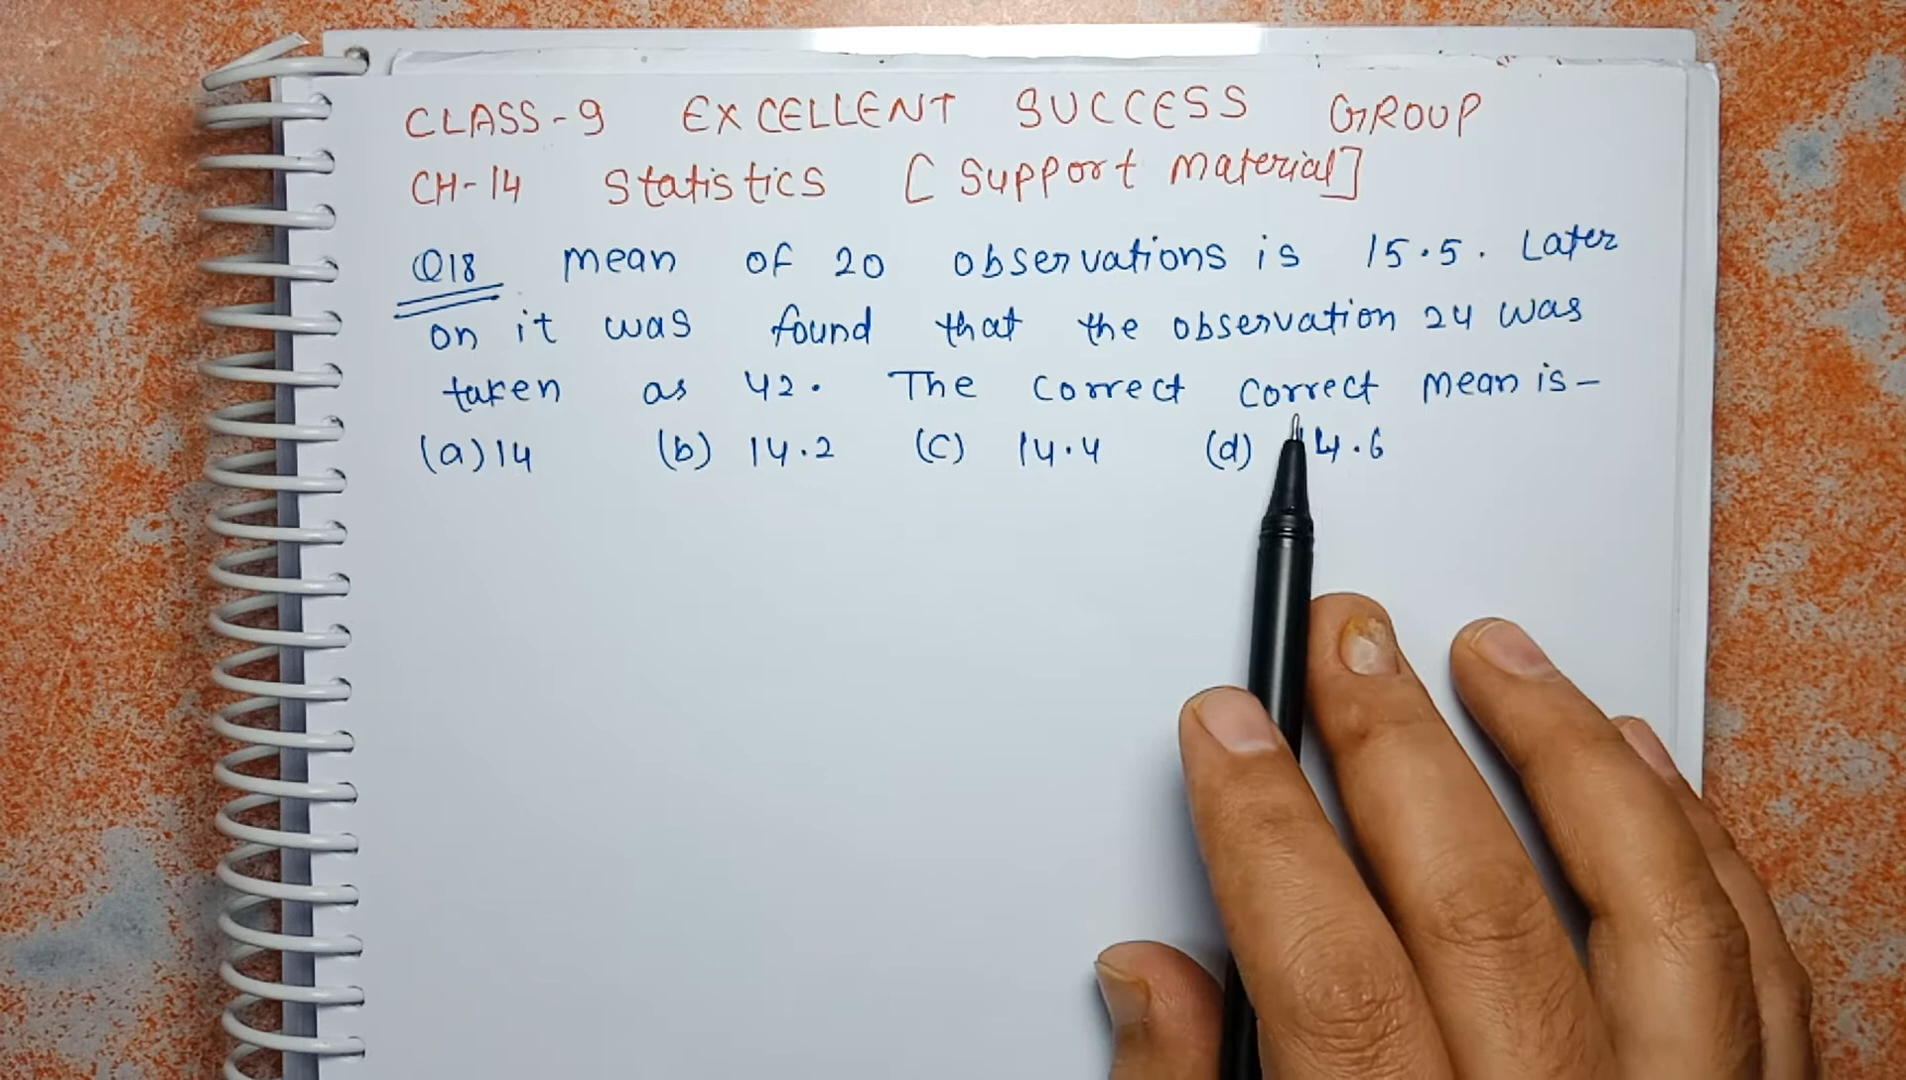 CLASS-9 EXCELLENT SUCCESS GROUP
CH-14 Statistics [Support Material]
Q18 mean of 20 observations is 15.5. Later
on it was found that the observation 24 was
taken as 42. The correct correct mean is-
(a) 14 (b) 14.2 (c) 14.4 (d) 14.6